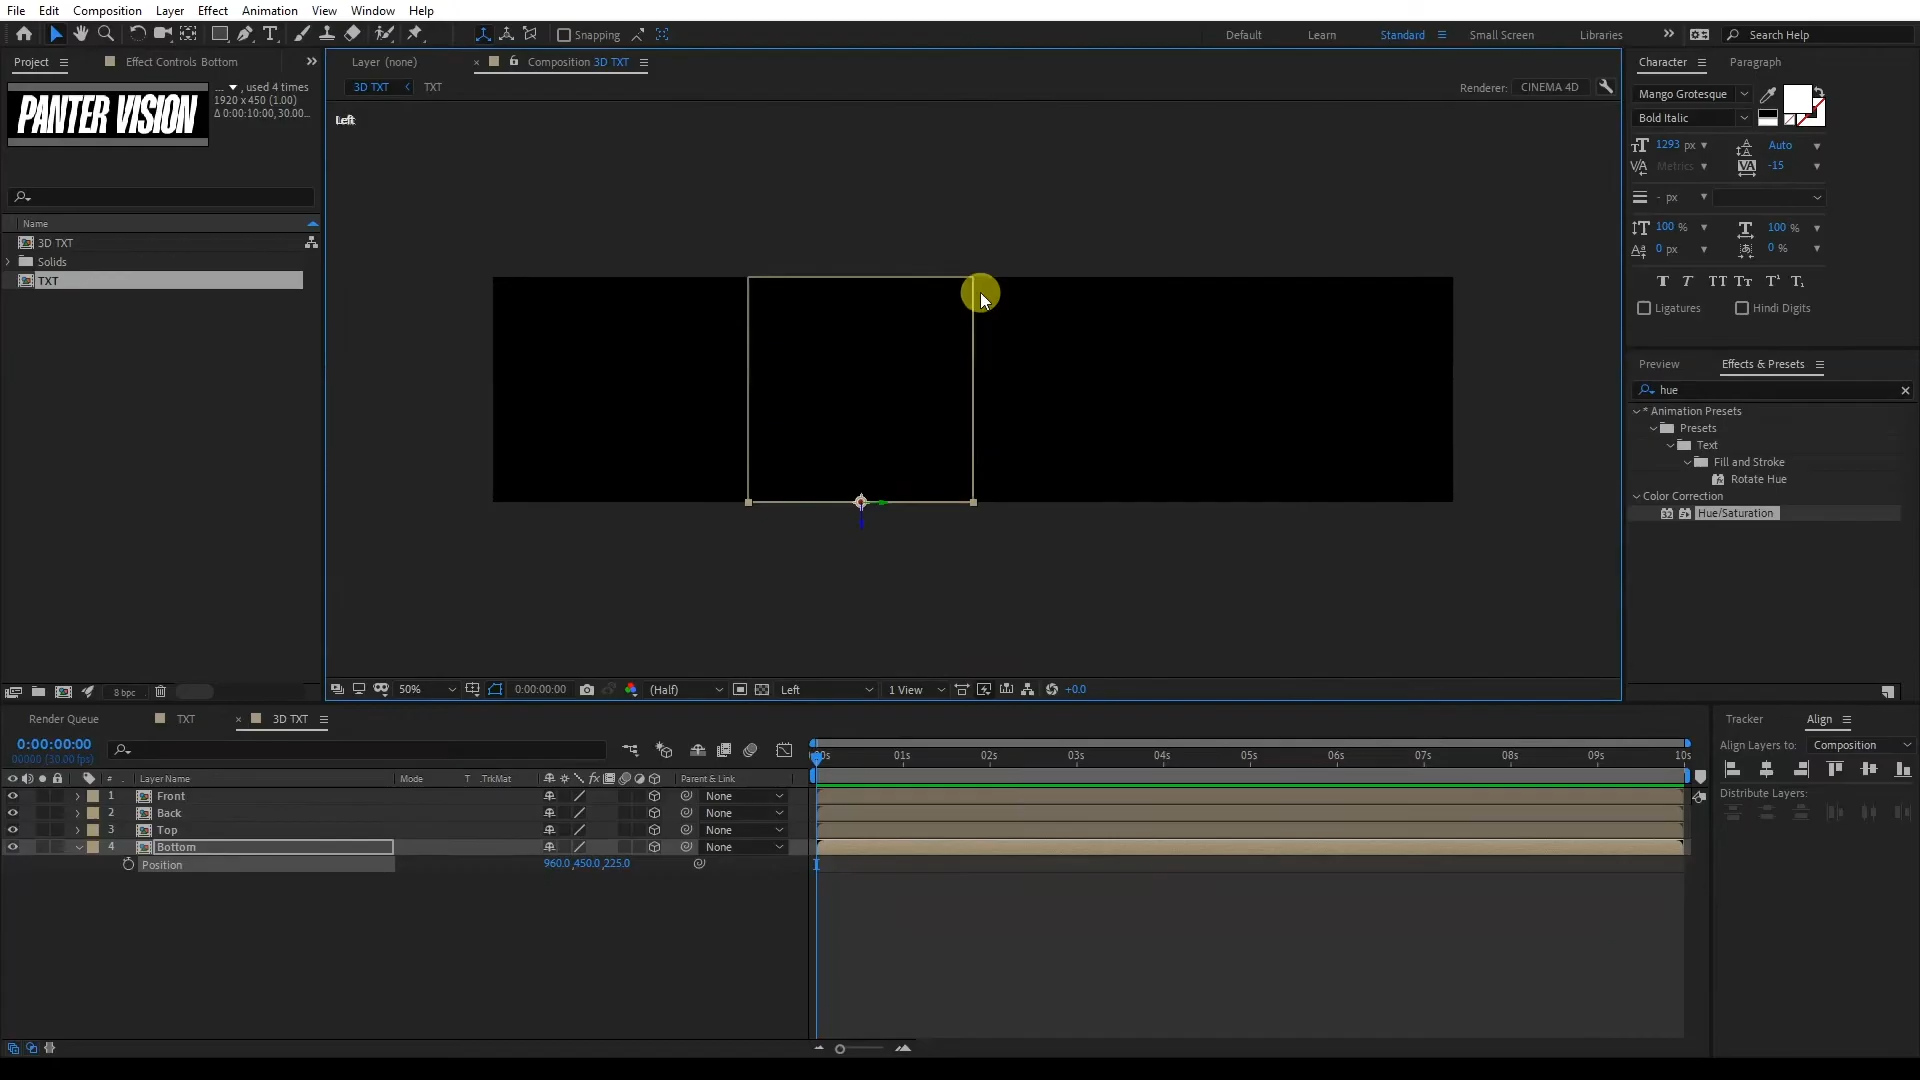 File Edit Composition Layer Effect Animation View Window Help
Snapping
Default Learn Standard Small Screen Libraries Search Help
Project
Effect Controls Bottom
PANTER VISION
... , used 4 times
1920 x 450 (1.00)
Δ 0:00:10:00, 30.00...
Name
3D TXT
Solids
TXT
8 bpc
Layer (none)
Composition 3D TXT
3D TXT
TXT
Renderer: CINEMA 4D
Left
50%
0:00:00:00
(Half)
Left
1 View
+0.0
Character Paragraph
Mango Grotesque
Bold Italic
1293 px
Auto
Metrics
-15
- px
100 %
100 %
0 px
0 %
Ligatures
Hindi Digits
Preview Effects & Presets
hue
* Animation Presets
Presets
Text
Fill and Stroke
Rotate Hue
Color Correction
Hue/Saturation
Render Queue TXT 3D TXT
0:00:00:00
00000 (30.00 fps)
# Layer Name Mode T .TrkMat Parent & Link
1 Front None
2 Back None
3 Top None
4 Bottom None
Position 960.0,450.0,225.0
:00s 01s 02s 03s 04s 05s 06s 07s 08s 09s 10s
Tracker Align
Align Layers to: Composition
Distribute Layers: